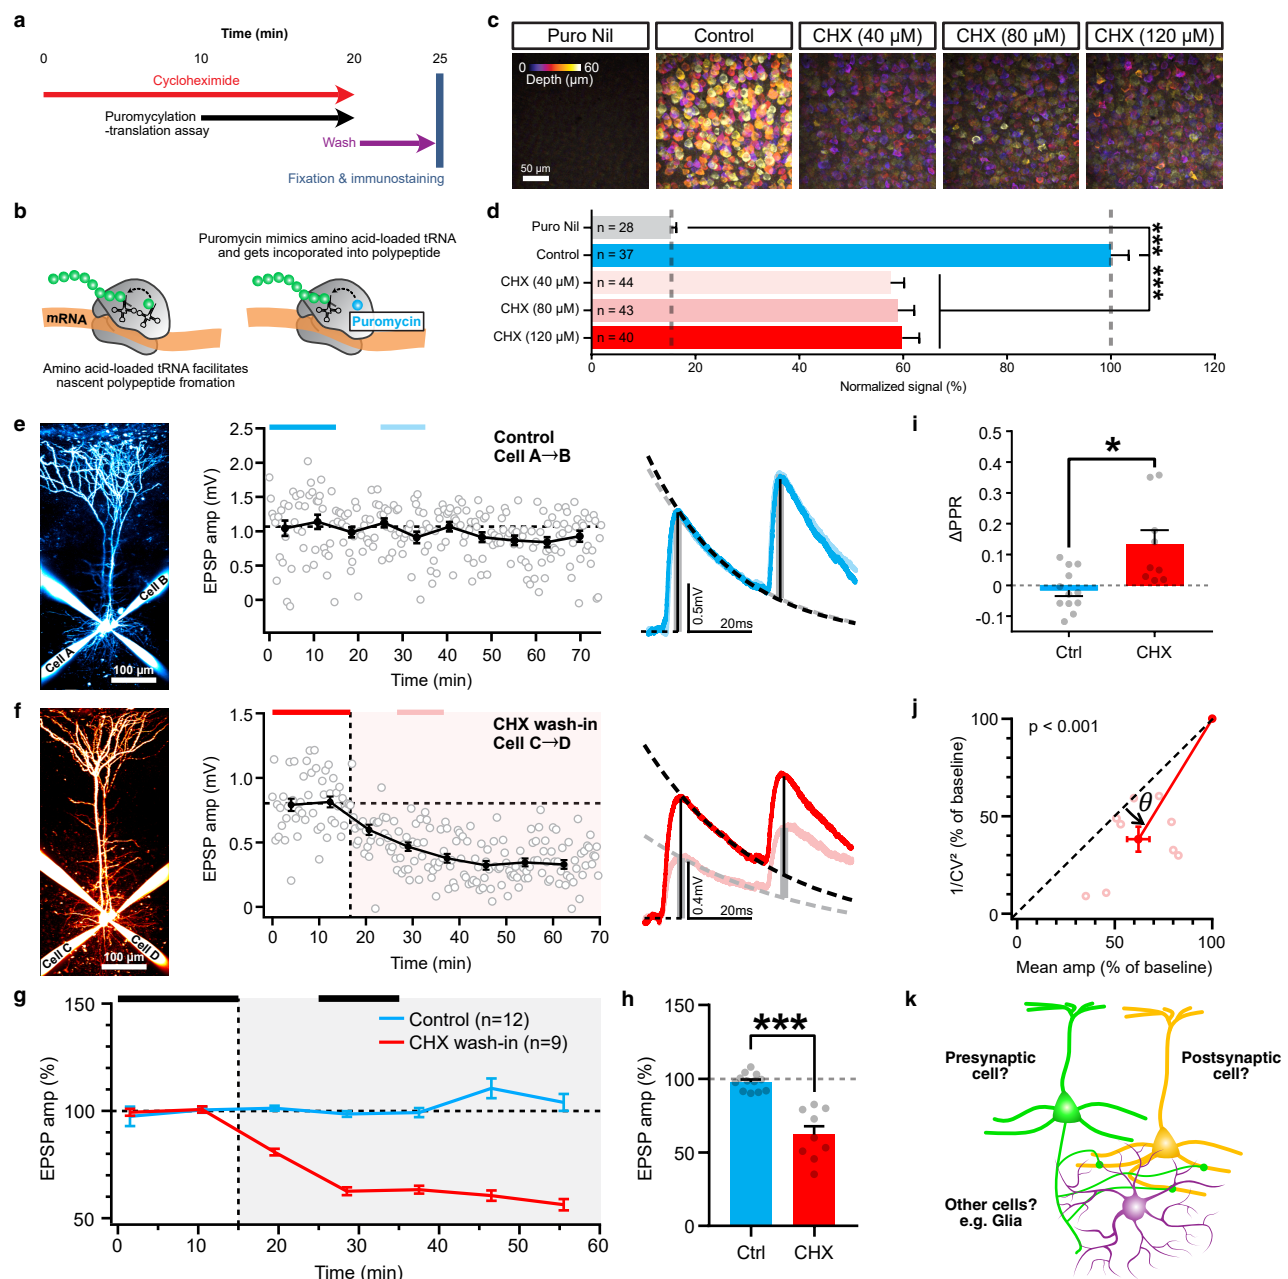 a
Time (min)
0 10 20 25
Cycloheximide
Puromycylation
-translation assay
Wash
Fixation & immunostaining
b
Puromycin mimics amino acid-loaded tRNA
and gets incoporated into polypeptide
mRNA
Puromycin
Amino acid-loaded tRNA facilitates
nascent polypeptide fromation
c
Puro Nil Control CHX (40 µM) CHX (80 µM) CHX (120 µM)
0 60
Depth (µm)
50 µm
d
Puro Nil n = 28
Control n = 37
CHX (40 µM) n = 44
CHX (80 µM) n = 43
CHX (120 µM) n = 40
*** ***
0 20 40 60 80 100 120
Normalized signal (%)
e
Cell B
Cell A
100 µm
Control
Cell A→B
2.5
2.0
1.5
1.0
0.5
0
EPSP amp (mV)
0 10 20 30 40 50 60 70
Time (min)
0.5mV
20ms
f
Cell C
Cell D
100 µm
CHX wash-in
Cell C→D
1.5
1.0
0.5
0
EPSP amp (mV)
0 10 20 30 40 50 60 70
Time (min)
0.4mV
20ms
g
150
100
50
EPSP amp (%)
Control (n=12)
CHX wash-in (n=9)
0 10 20 30 40 50 60
Time (min)
h
150
100
50
0
EPSP amp (%)
***
Ctrl CHX
i
0.5
0.4
0.3
0.2
0.1
0
-0.1
ΔPPR
*
Ctrl CHX
j
100
50
0
1/CV² (% of baseline)
p < 0.001
θ
0 50 100
Mean amp (% of baseline)
k
Presynaptic
cell?
Postsynaptic
cell?
Other cells?
e.g. Glia